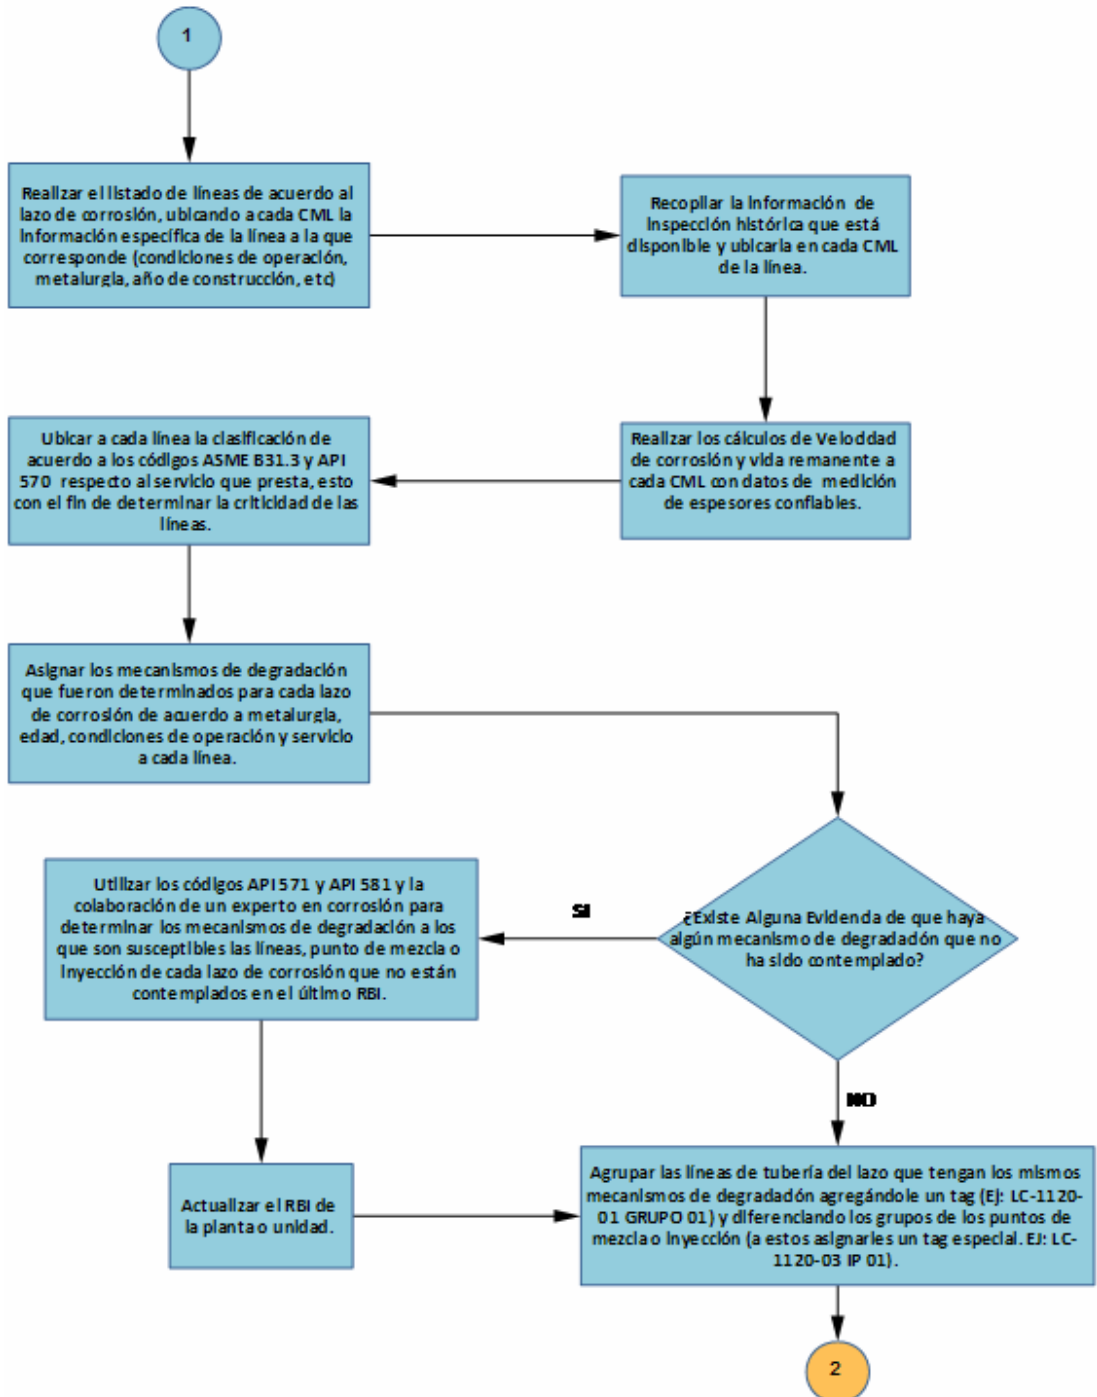 1
Realizar el listado de líneas de acuerdo al
lazo de corrosión, ubicando a cada CML la
información específica de la línea a la que
corresponde (condiciones de operación,
metalurgia, año de construcción, etc)
Recopilar la información de
inspección histórica que está
disponible y ubicarla en cada CML
de la línea.
Realizar los cálculos de Velocidad
de corrosión y vida remanente a
cada CML con datos de medición
de espesores confiables.
Ubicar a cada línea la clasificación de
acuerdo a los códigos ASME B31.3 y API
570 respecto al servicio que presta, esto
con el fin de determinar la criticidad de las
líneas.
Asignar los mecanismos de degradación
que fueron determinados para cada lazo
de corrosión de acuerdo a metalurgia,
edad, condiciones de operación y servicio
a cada línea.
¿Existe Alguna Evidencia de que haya
algún mecanismo de degradación que no
ha sido contemplado?
SI
Utilizar los códigos API 571 y API 581 y la
colaboración de un experto en corrosión para
determinar los mecanismos de degradación a los
que son susceptibles las líneas, punto de mezcla o
inyección de cada lazo de corrosión que no están
contemplados en el último RBI.
NO
Actualizar el RBI de
la planta o unidad.
Agrupar las líneas de tubería del lazo que tengan los mismos
mecanismos de degradación agregándole un tag (Ej: LC-1120-
01 GRUPO 01) y diferenciando los grupos de los puntos de
mezcla o inyección (a estos asignarles un tag especial. EJ: LC-
1120-03 IP 01).
2